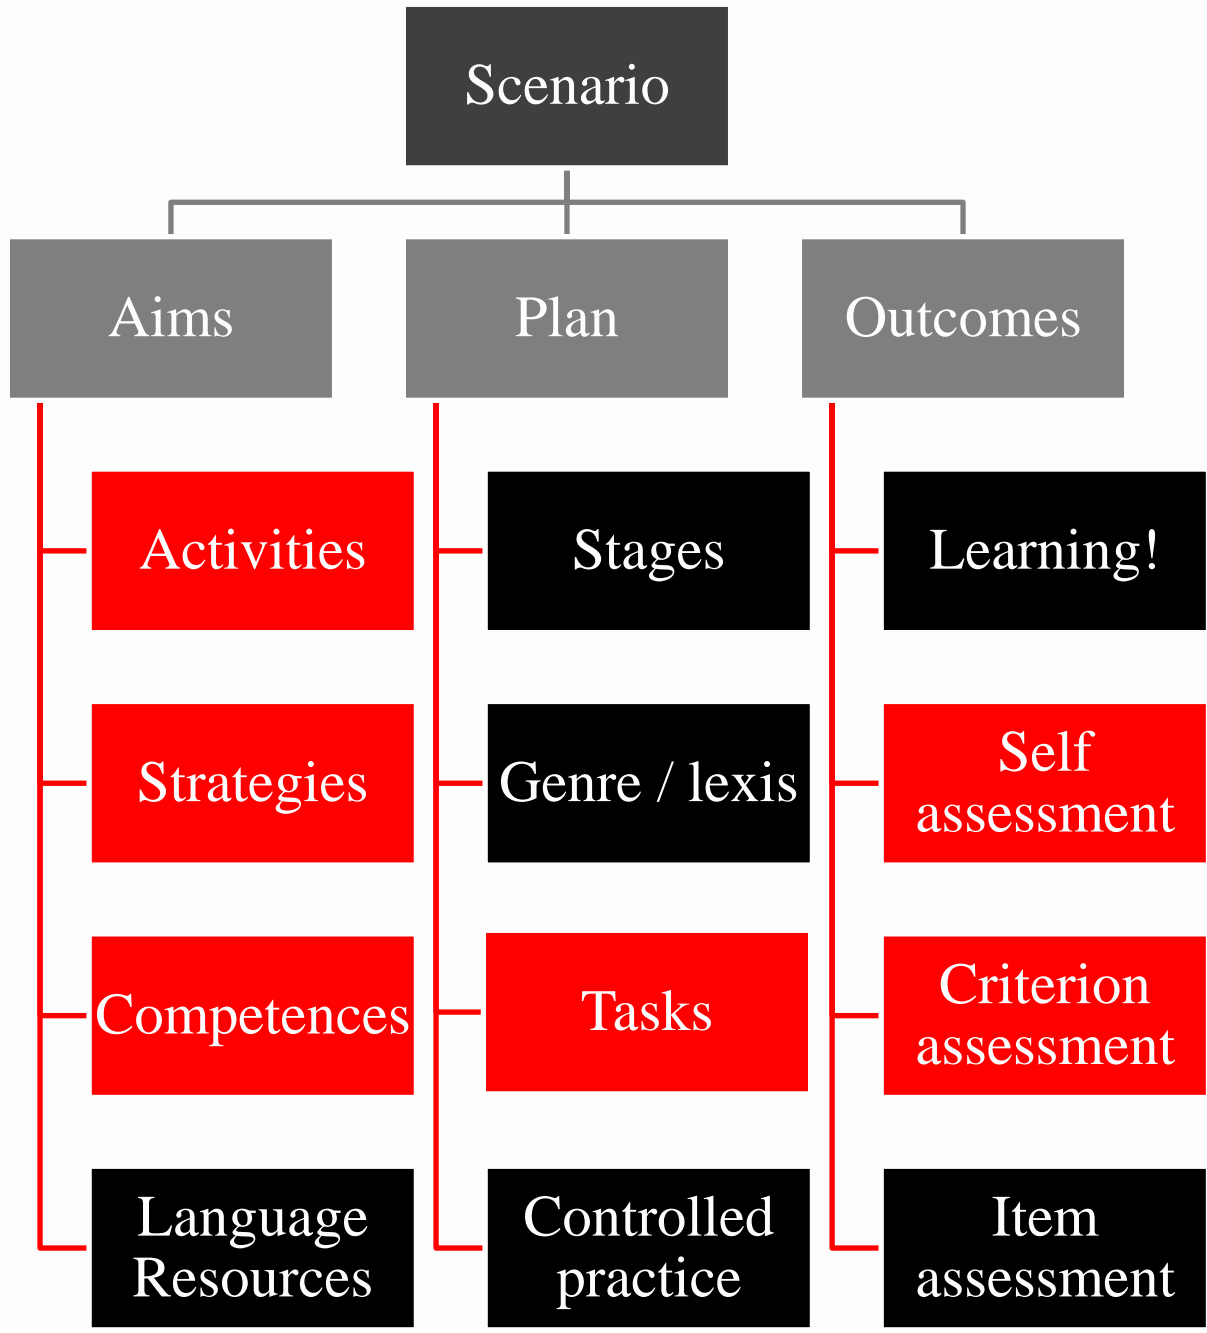 Scenario
Aims
Plan
Outcomes
Activities
Strategies
Competences
Language
Resources
Stages
Genre / lexis
Tasks
Controlled
practice
Learning!
Self
assessment
Criterion
assessment
Item
assessment